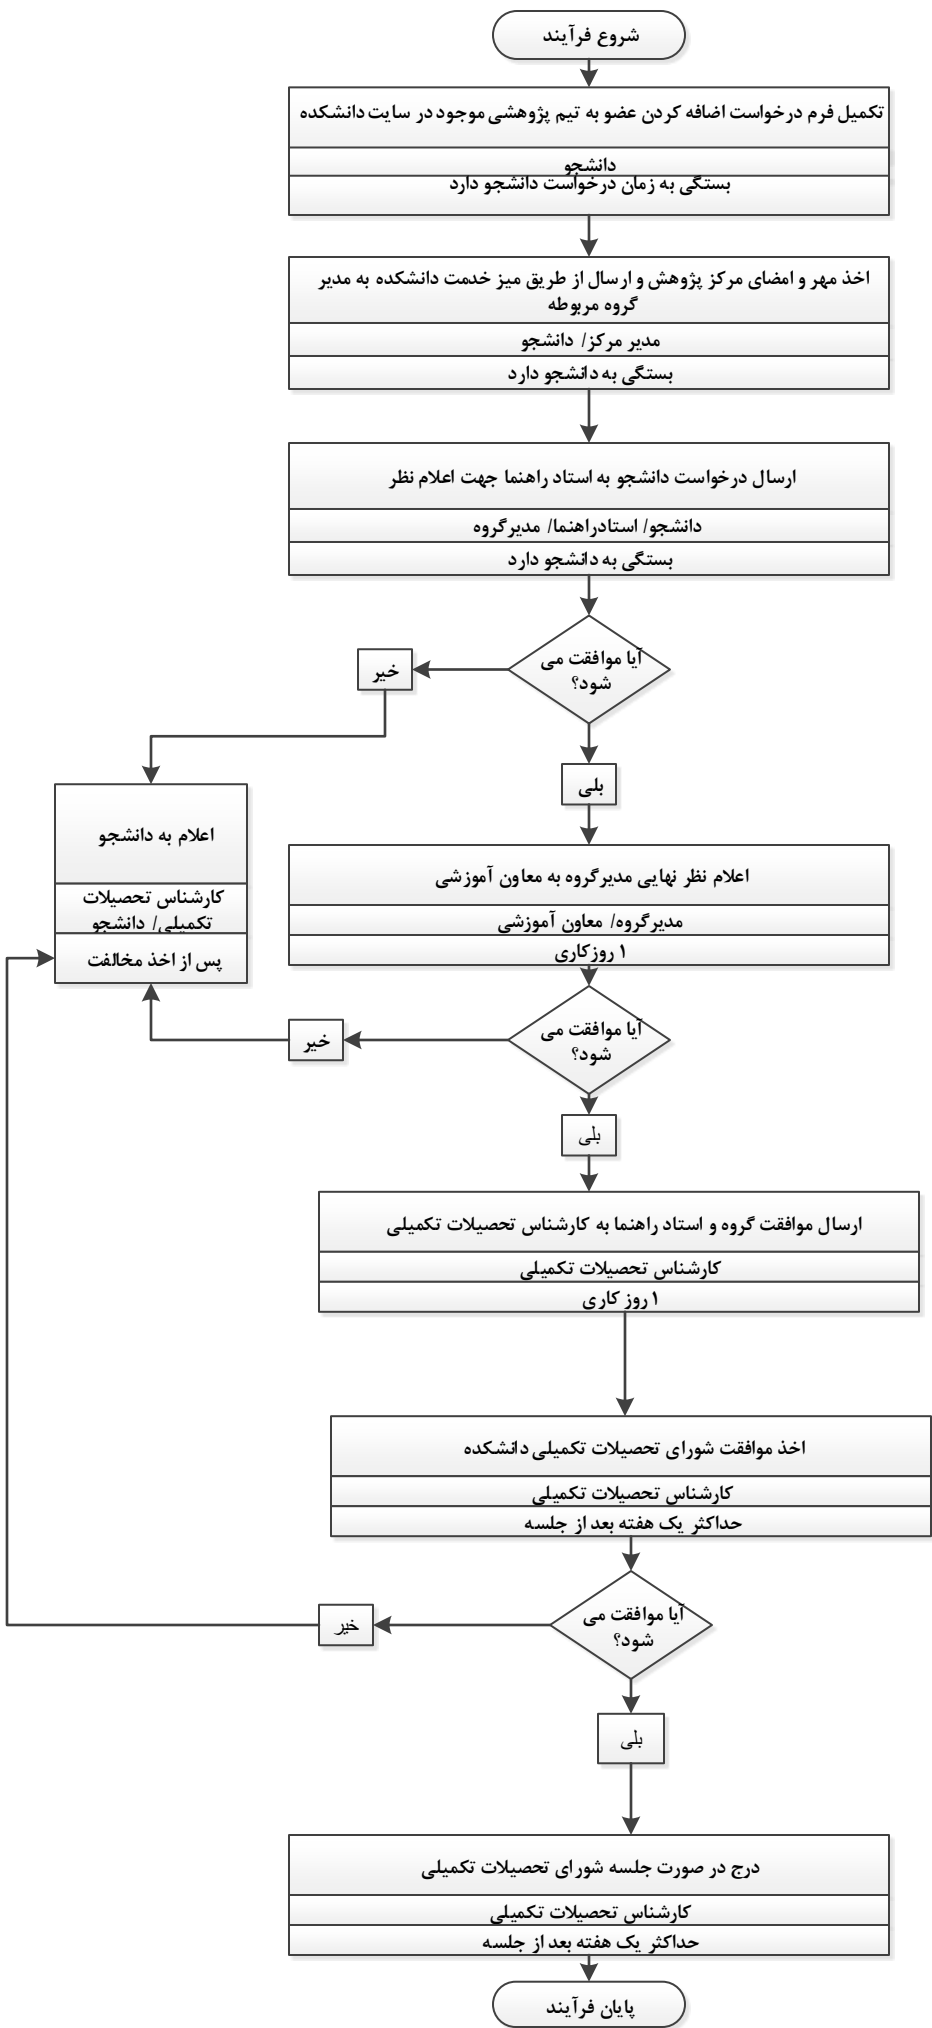 شروع فرآیند
تکمیل فرم درخواست اضافه کردن عضو به تیم پژوهشی موجود در سایت دانشکده
دانشجو
بستگی به زمان درخواست دانشجو دارد
اخذ مهر و امضای مرکز پژوهش و ارسال از طریق میز خدمت دانشکده به مدیر
گروه مربوطه
مدیر مرکز/ دانشجو
بستگی به دانشجو دارد
ارسال درخواست دانشجو به استاد راهنما جهت اعلام نظر
دانشجو/ استادراهنما/ مدیرگروه
بستگی به دانشجو دارد
آیا موافقت می
شود؟
خیر
بلی
اعلام به دانشجو
کارشناس تحصیلات
تکمیلی/ دانشجو
پس از اخذ مخالفت
اعلام نظر نهایی مدیرگروه به معاون آموزشی
مدیرگروه/ معاون آموزشی
۱ روزکاری
آیا موافقت می
شود؟
خیر
بلی
ارسال موافقت گروه و استاد راهنما به کارشناس تحصیلات تکمیلی
کارشناس تحصیلات تکمیلی
۱ روز کاری
اخذ موافقت شورای تحصیلات تکمیلی دانشکده
کارشناس تحصیلات تکمیلی
حداکثر یک هفته بعد از جلسه
آیا موافقت می
شود؟
خیر
بلی
درج در صورت جلسه شورای تحصیلات تکمیلی
کارشناس تحصیلات تکمیلی
حداکثر یک هفته بعد از جلسه
پایان فرآیند